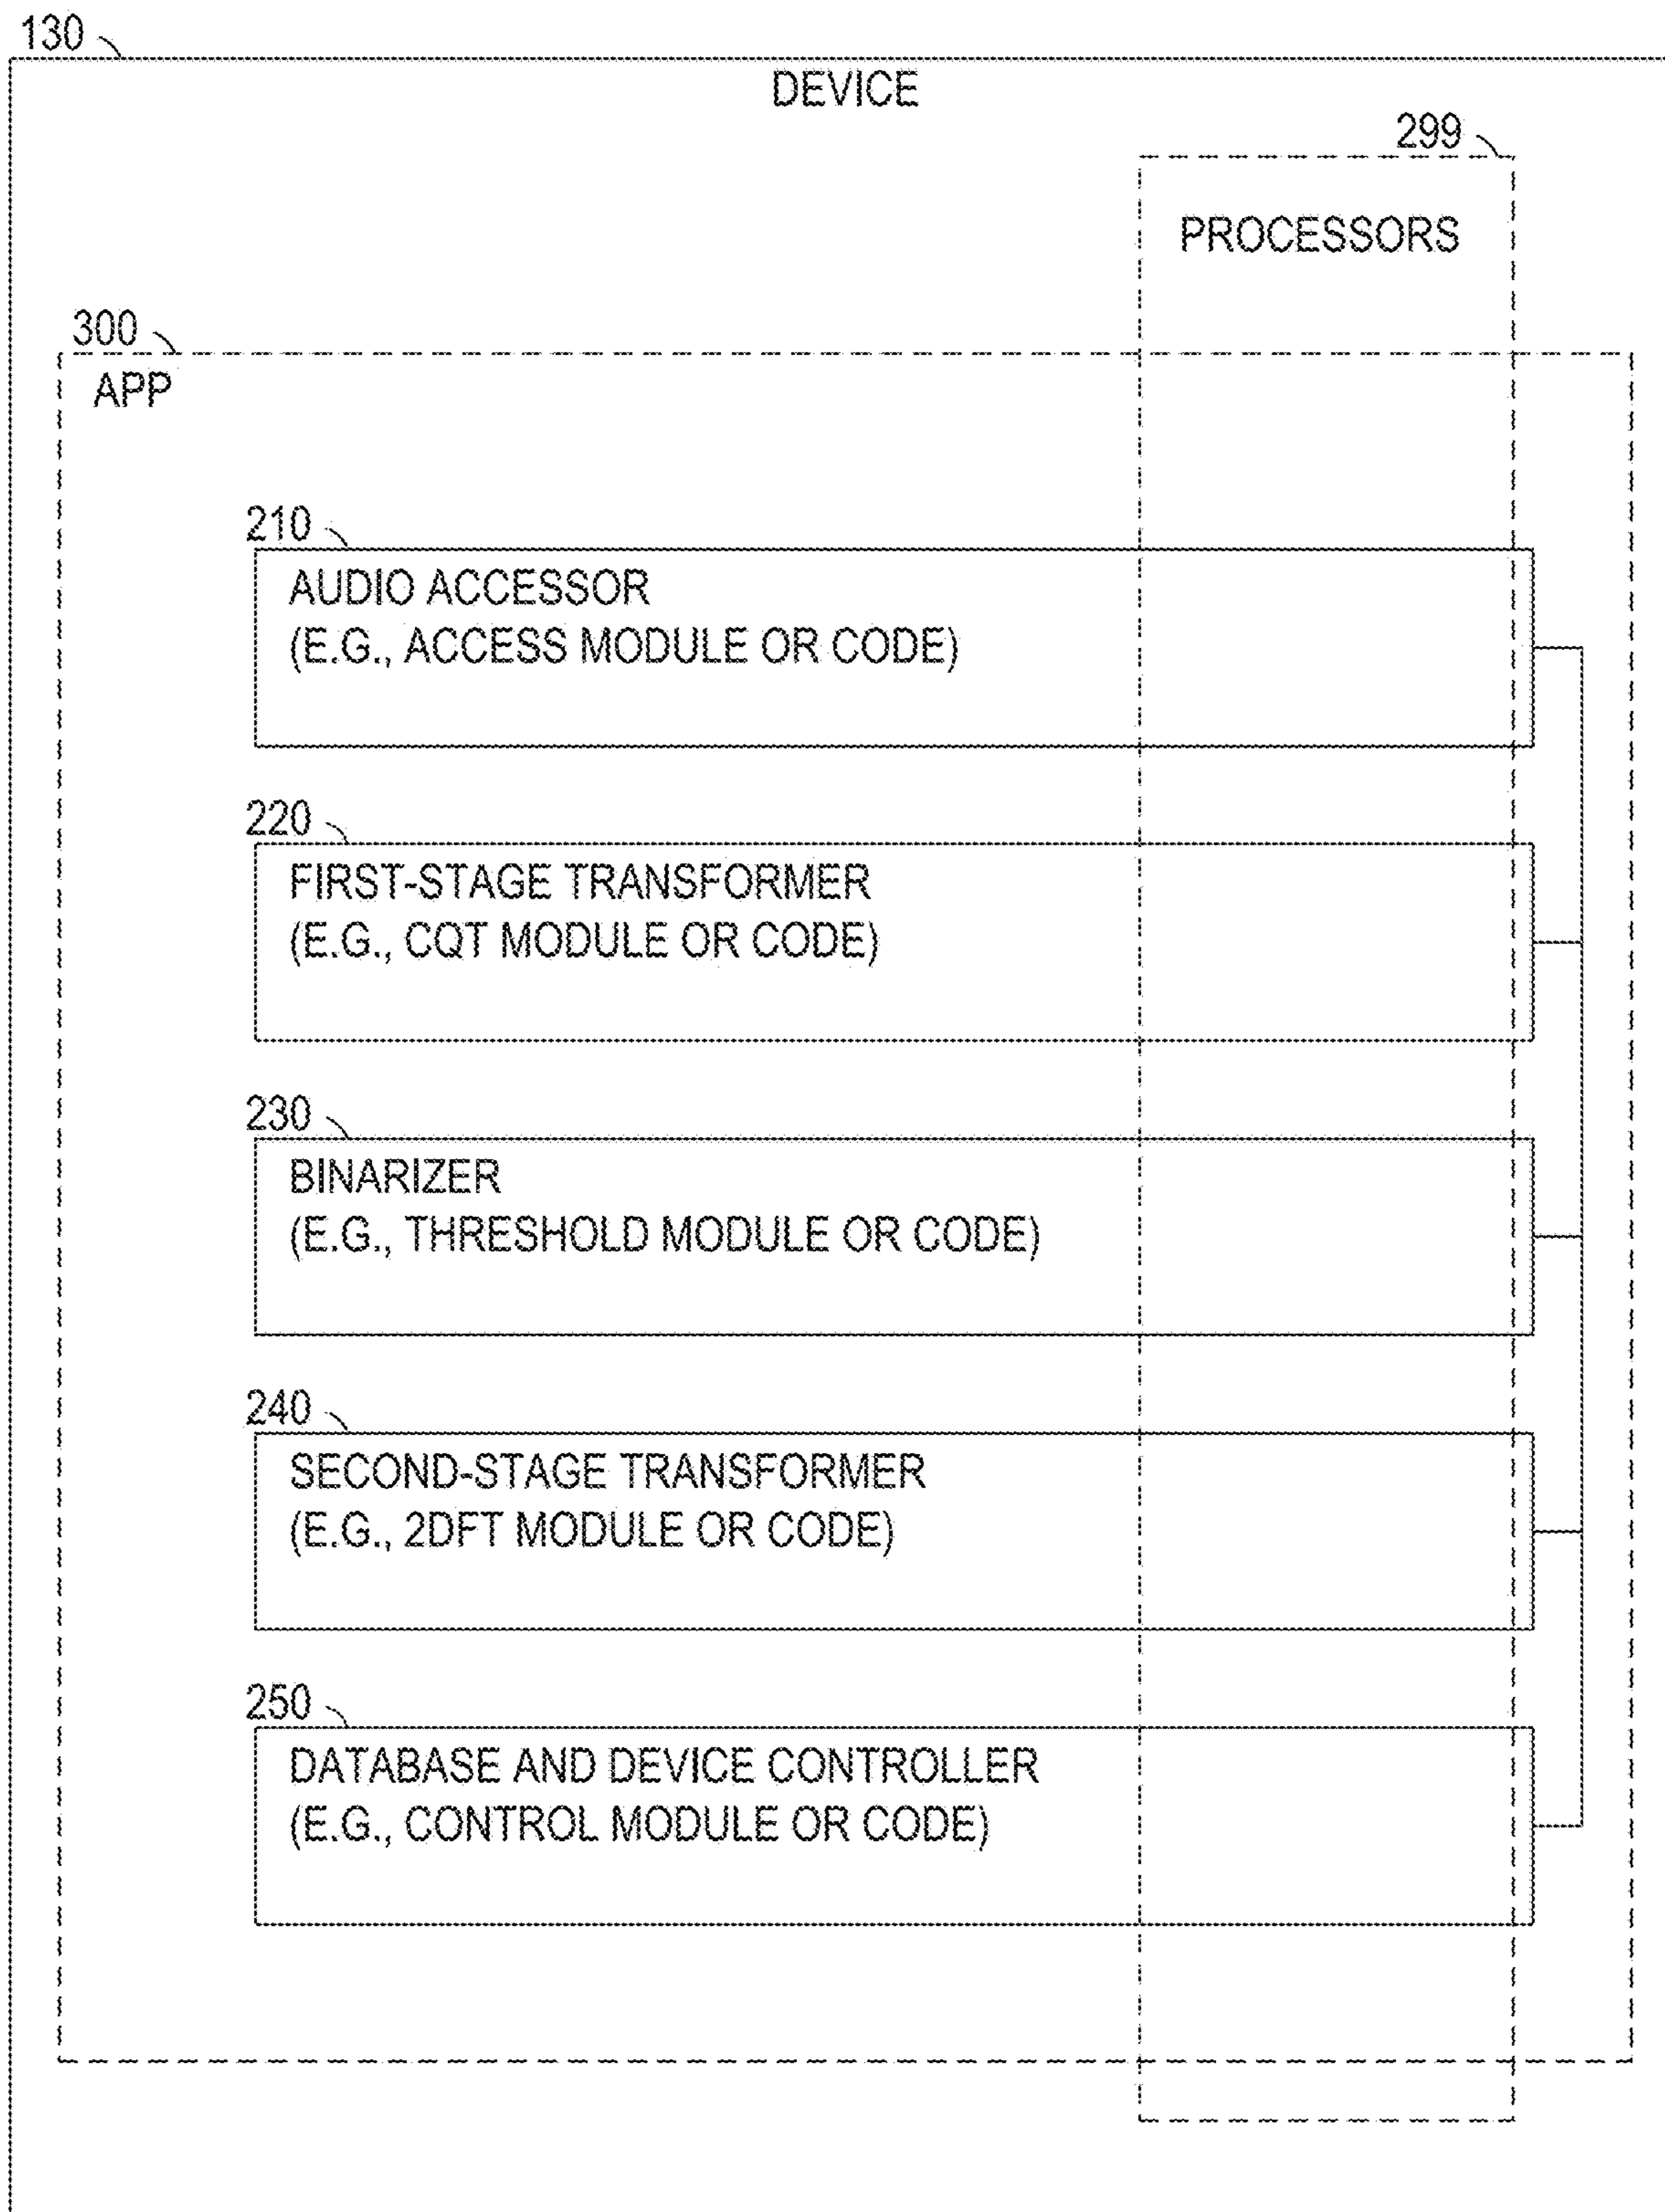 130
DEVICE
299
PROCESSORS
300
APP
210
AUDIO ACCESSOR
(E.G., ACCESS MODULE OR CODE)
220
FIRST-STAGE TRANSFORMER
(E.G., CQT MODULE OR CODE)
230
BINARIZER
(E.G., THRESHOLD MODULE OR CODE)
240
SECOND-STAGE TRANSFORMER
(E.G., 2DFT MODULE OR CODE)
250
DATABASE AND DEVICE CONTROLLER
(E.G., CONTROL MODULE OR CODE)